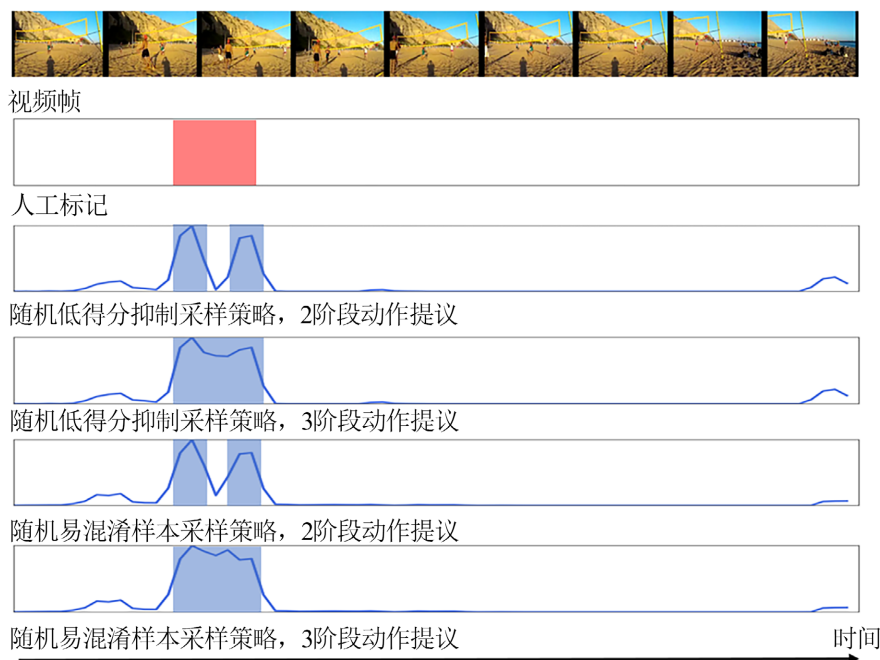 视频帧
人工标记
随机低得分抑制采样策略，2阶段动作提议
随机低得分抑制采样策略，3阶段动作提议
随机易混淆样本采样策略，2阶段动作提议
随机易混淆样本采样策略，3阶段动作提议
时间